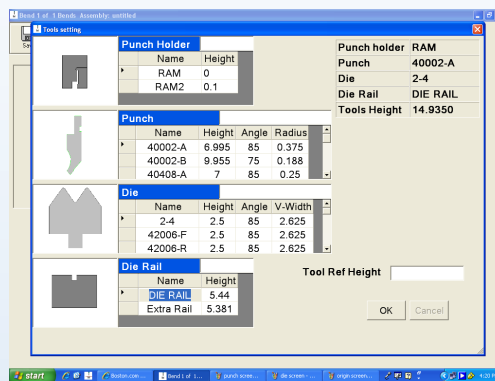 Bend 1 of 1 Bends Assembly: untitled
Tools setting
Punch Holder
Name Height
RAM 0
RAM2 0.1
Punch
Name Height Angle Radius
40002-A 6.995 85 0.375
40002-B 9.955 75 0.188
40408-A 7 85 0.25
Die
Name Height Angle V-Width
2-4 2.5 85 2.625
42006-F 2.5 85 2.625
42006-R 2.5 85 2.625
Die Rail
Name Height
DIE RAIL 5.44
Extra Rail 5.381
Punch holder RAM
Punch 40002-A
Die 2-4
Die Rail DIE RAIL
Tools Height 14.9350
Tool Ref Height
OK Cancel
start Boston.com ... Bend 1 of 1... punch scree... die screen - ... origin screen... 4:20 P